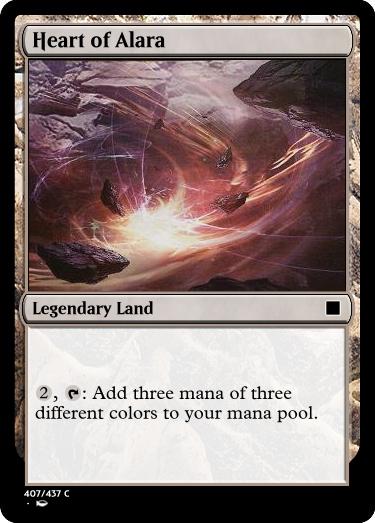 Heart of Alara
Legendary Land
2, : Add three mana of three
different colors to your mana pool.
407/437 C